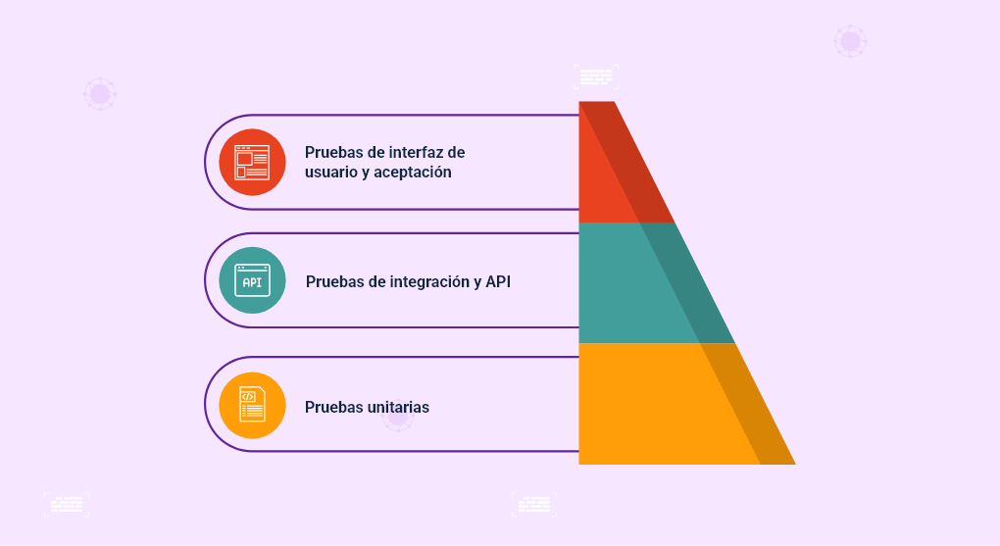 Pruebas de interfaz de
usuario y aceptación
API
Pruebas de integración y API
Pruebas unitarias